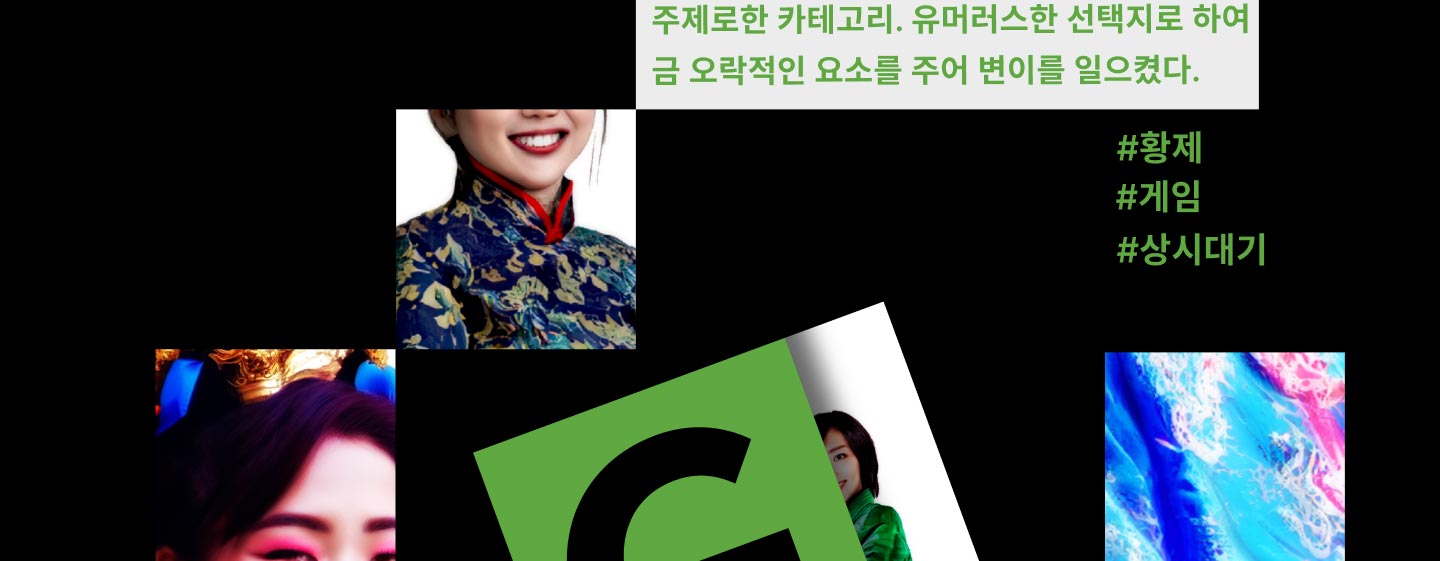 주제로한 카테고리. 유머러스한 선택지로 하여
금 오락적인 요소를 주어 변이를 일으켰다.
#황제
#게임
#상시대기
G